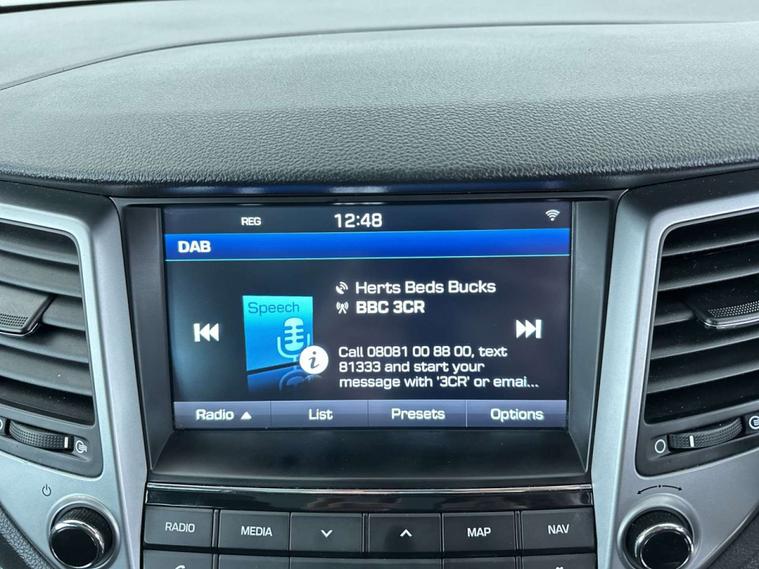 REG 12:48
DAB
Herts Beds Bucks
Speech
BBC 3CR
Call 08081 00 88 00, text
81333 and start your
message with '3CR' or emai...
Radio List Presets Options
RADIO MEDIA MAP NAV